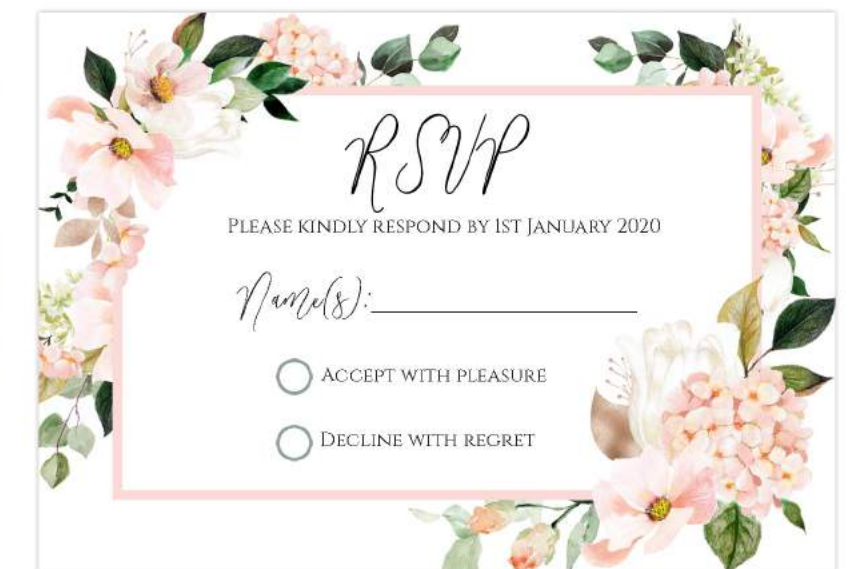 RSVP
Please kindly respond by 1st January 2020
Name(s):
Accept with pleasure
Decline with regret